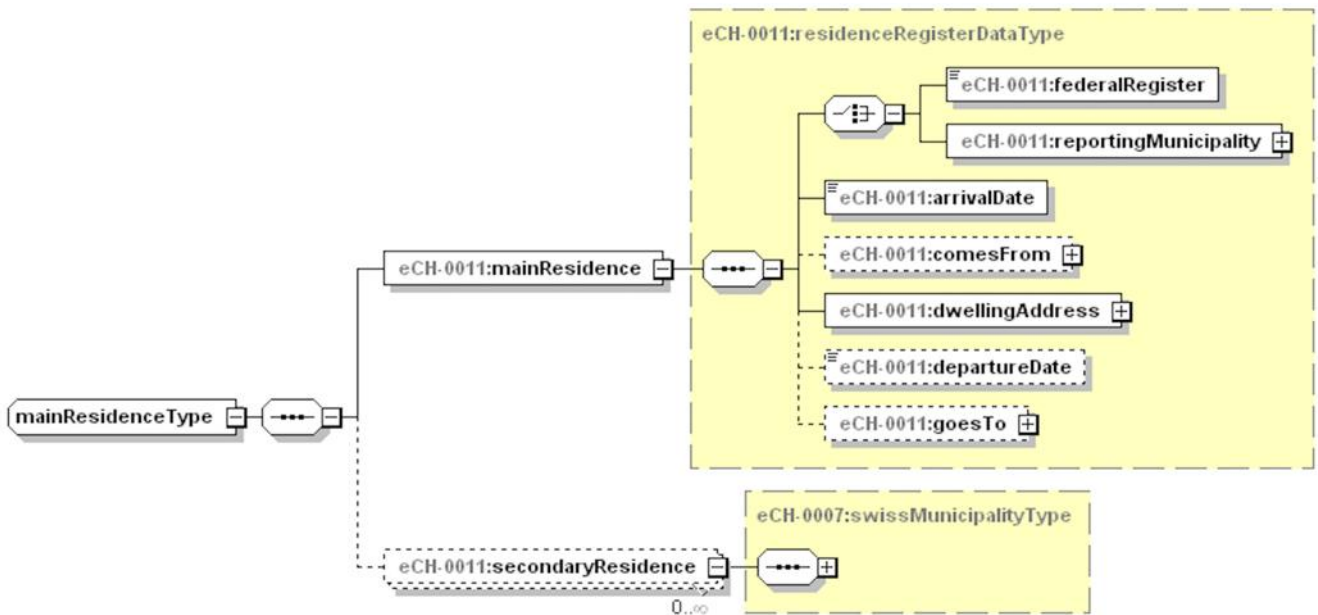 eCH-0011:residenceRegisterDataType
eCH-0011:federalRegister
eCH-0011:reportingMunicipality
eCH-0011:arrivalDate
eCH-0011:comesFrom
eCH-0011:mainResidence
eCH-0011:dwellingAddress
eCH-0011:departureDate
mainResidenceType
eCH-0011:goesTo
eCH-0007:swissMunicipalityType
eCH-0011:secondaryResidence
0..∞